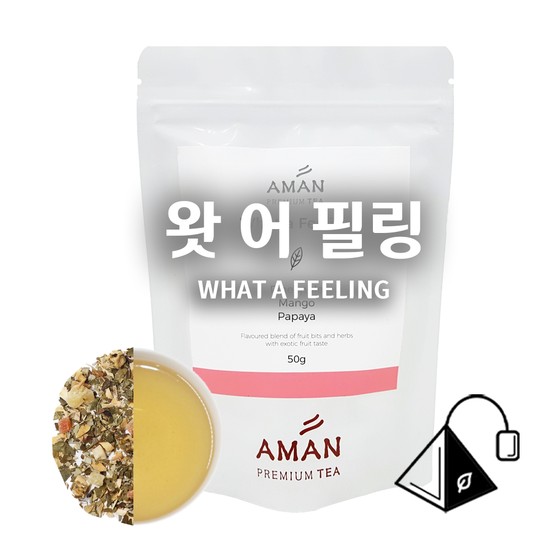 AMAN
PREMIUM TEA
왓 어 필링
WHAT A FEELING
Mango
Papaya
Flavoured blend of fruit bits and herbs
with exotic fruit taste
50g
AMAN
PREMIUM TEA